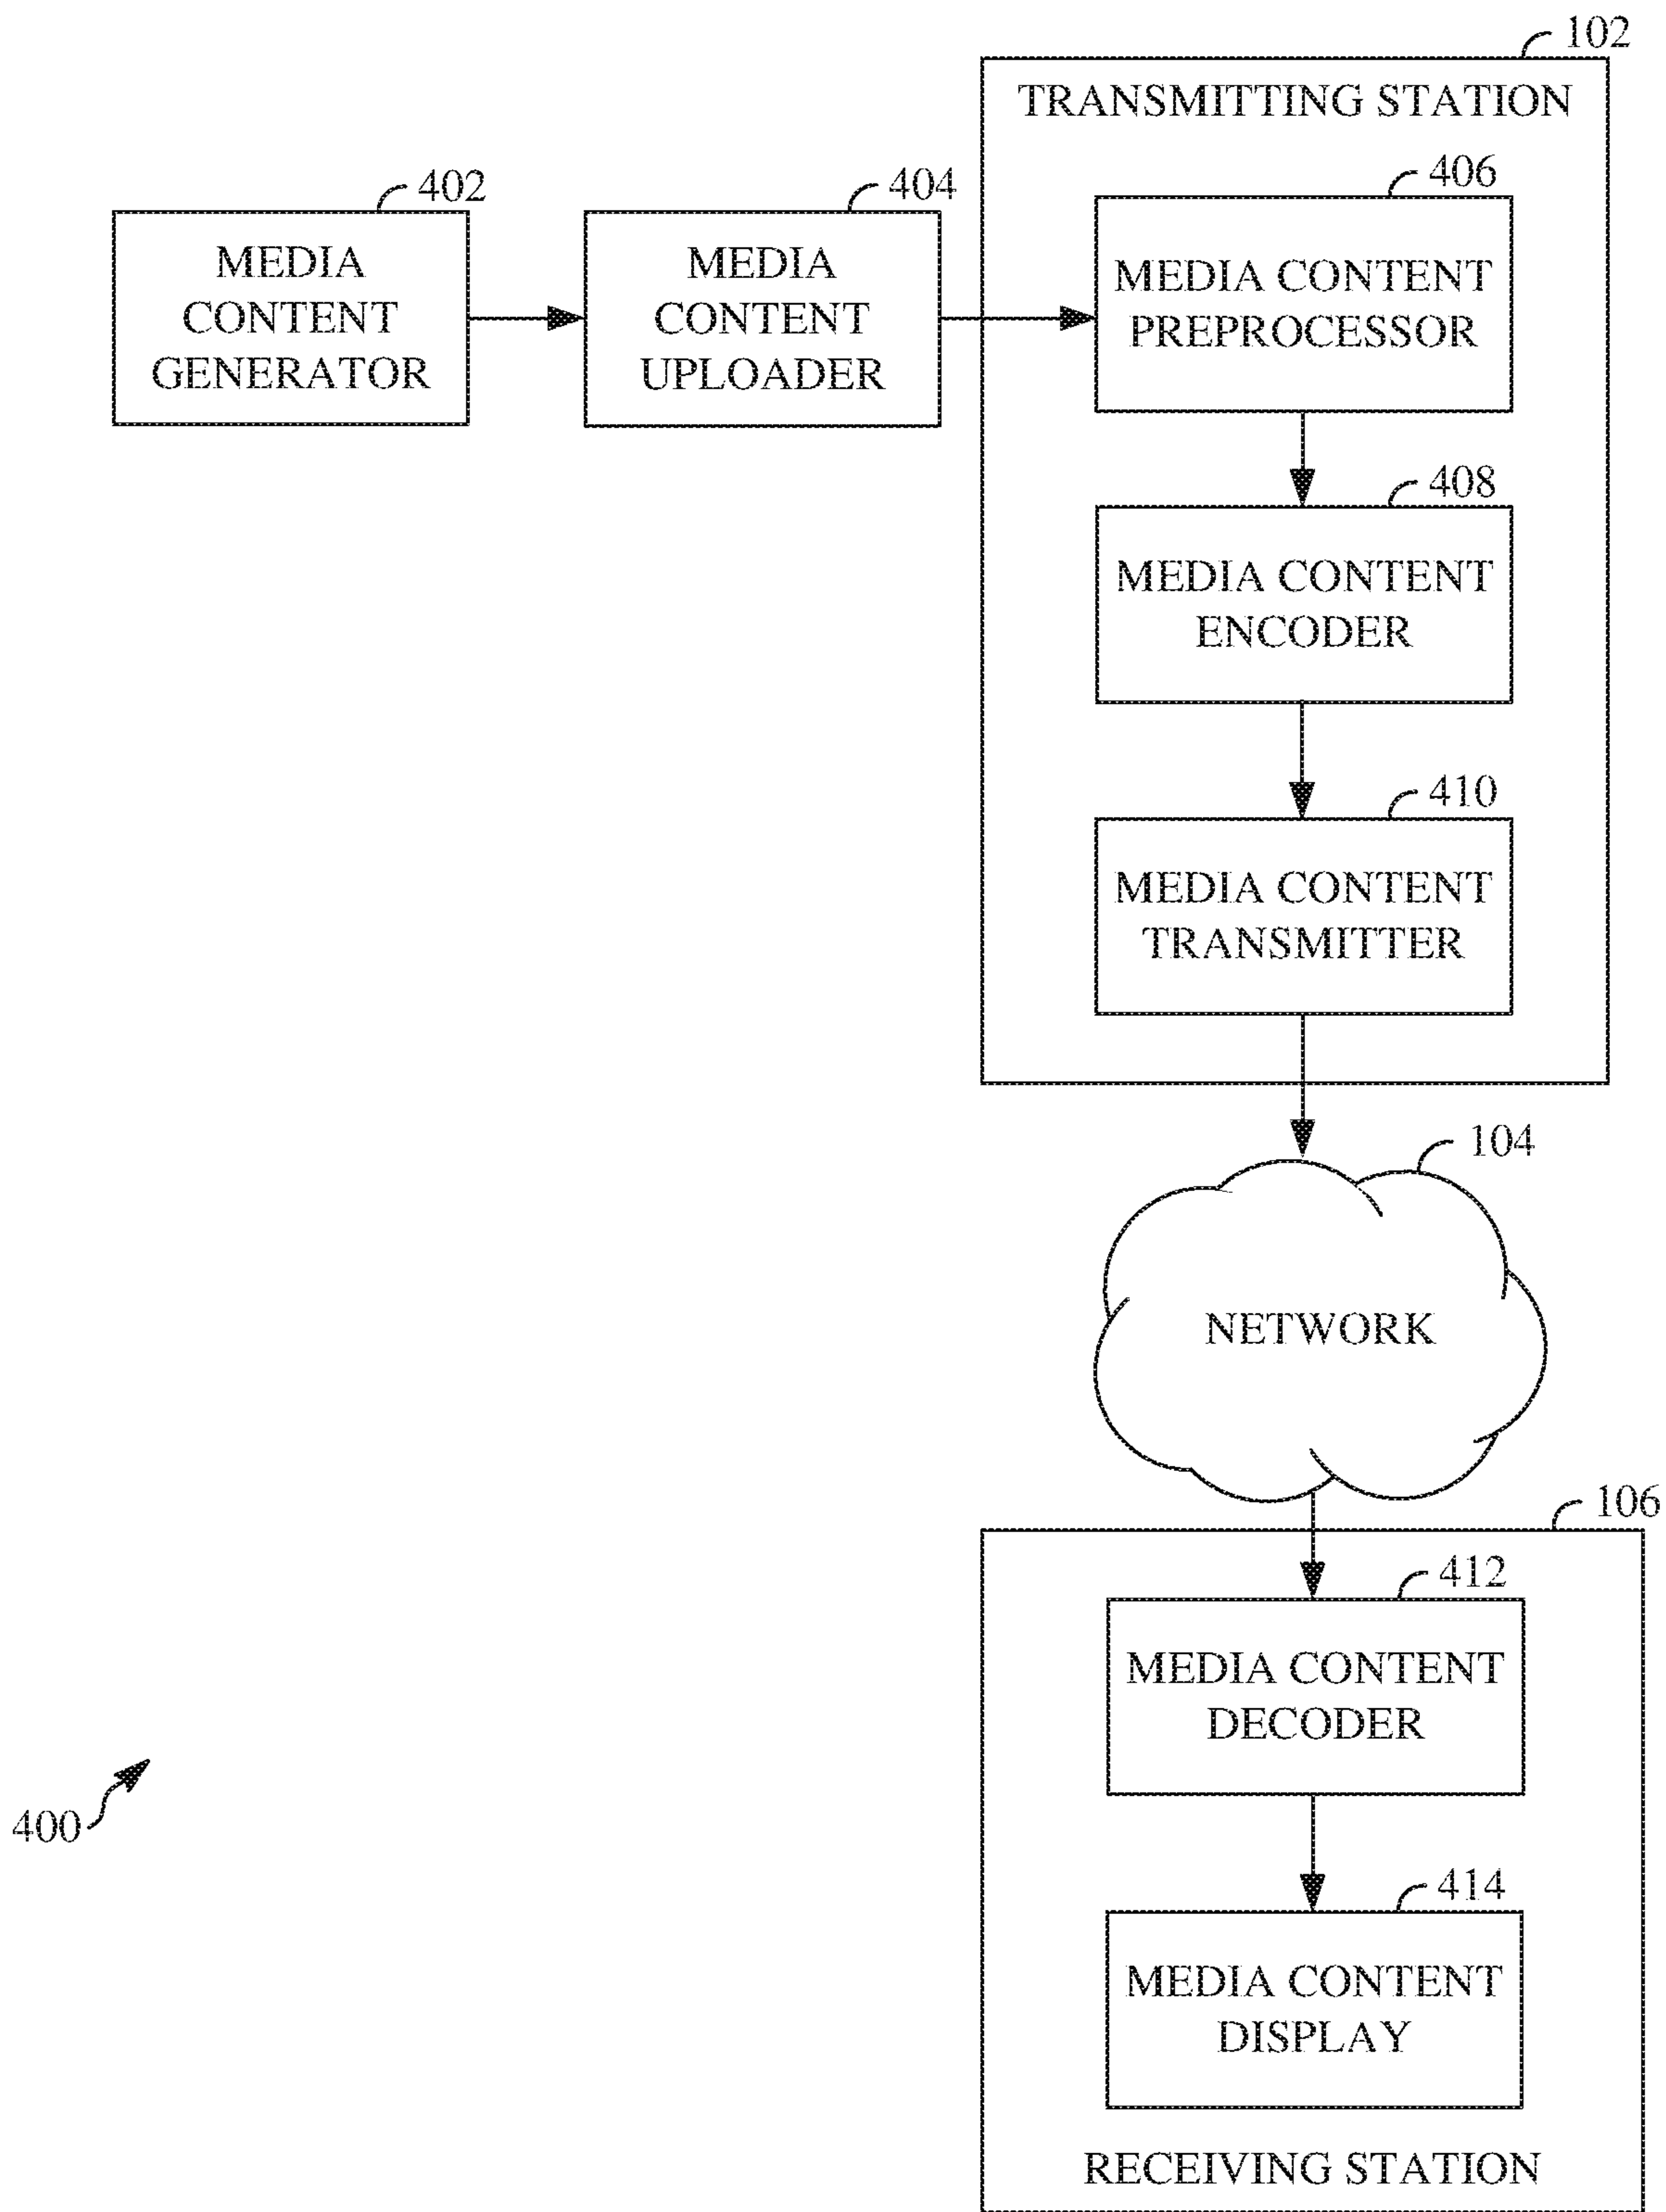 102
TRANSMITTING STATION
402
MEDIA
CONTENT
GENERATOR
404
MEDIA
CONTENT
UPLOADER
406
MEDIA CONTENT
PREPROCESSOR
408
MEDIA CONTENT
ENCODER
410
MEDIA CONTENT
TRANSMITTER
104
NETWORK
106
412
MEDIA CONTENT
DECODER
414
MEDIA CONTENT
DISPLAY
RECEIVING STATION
400